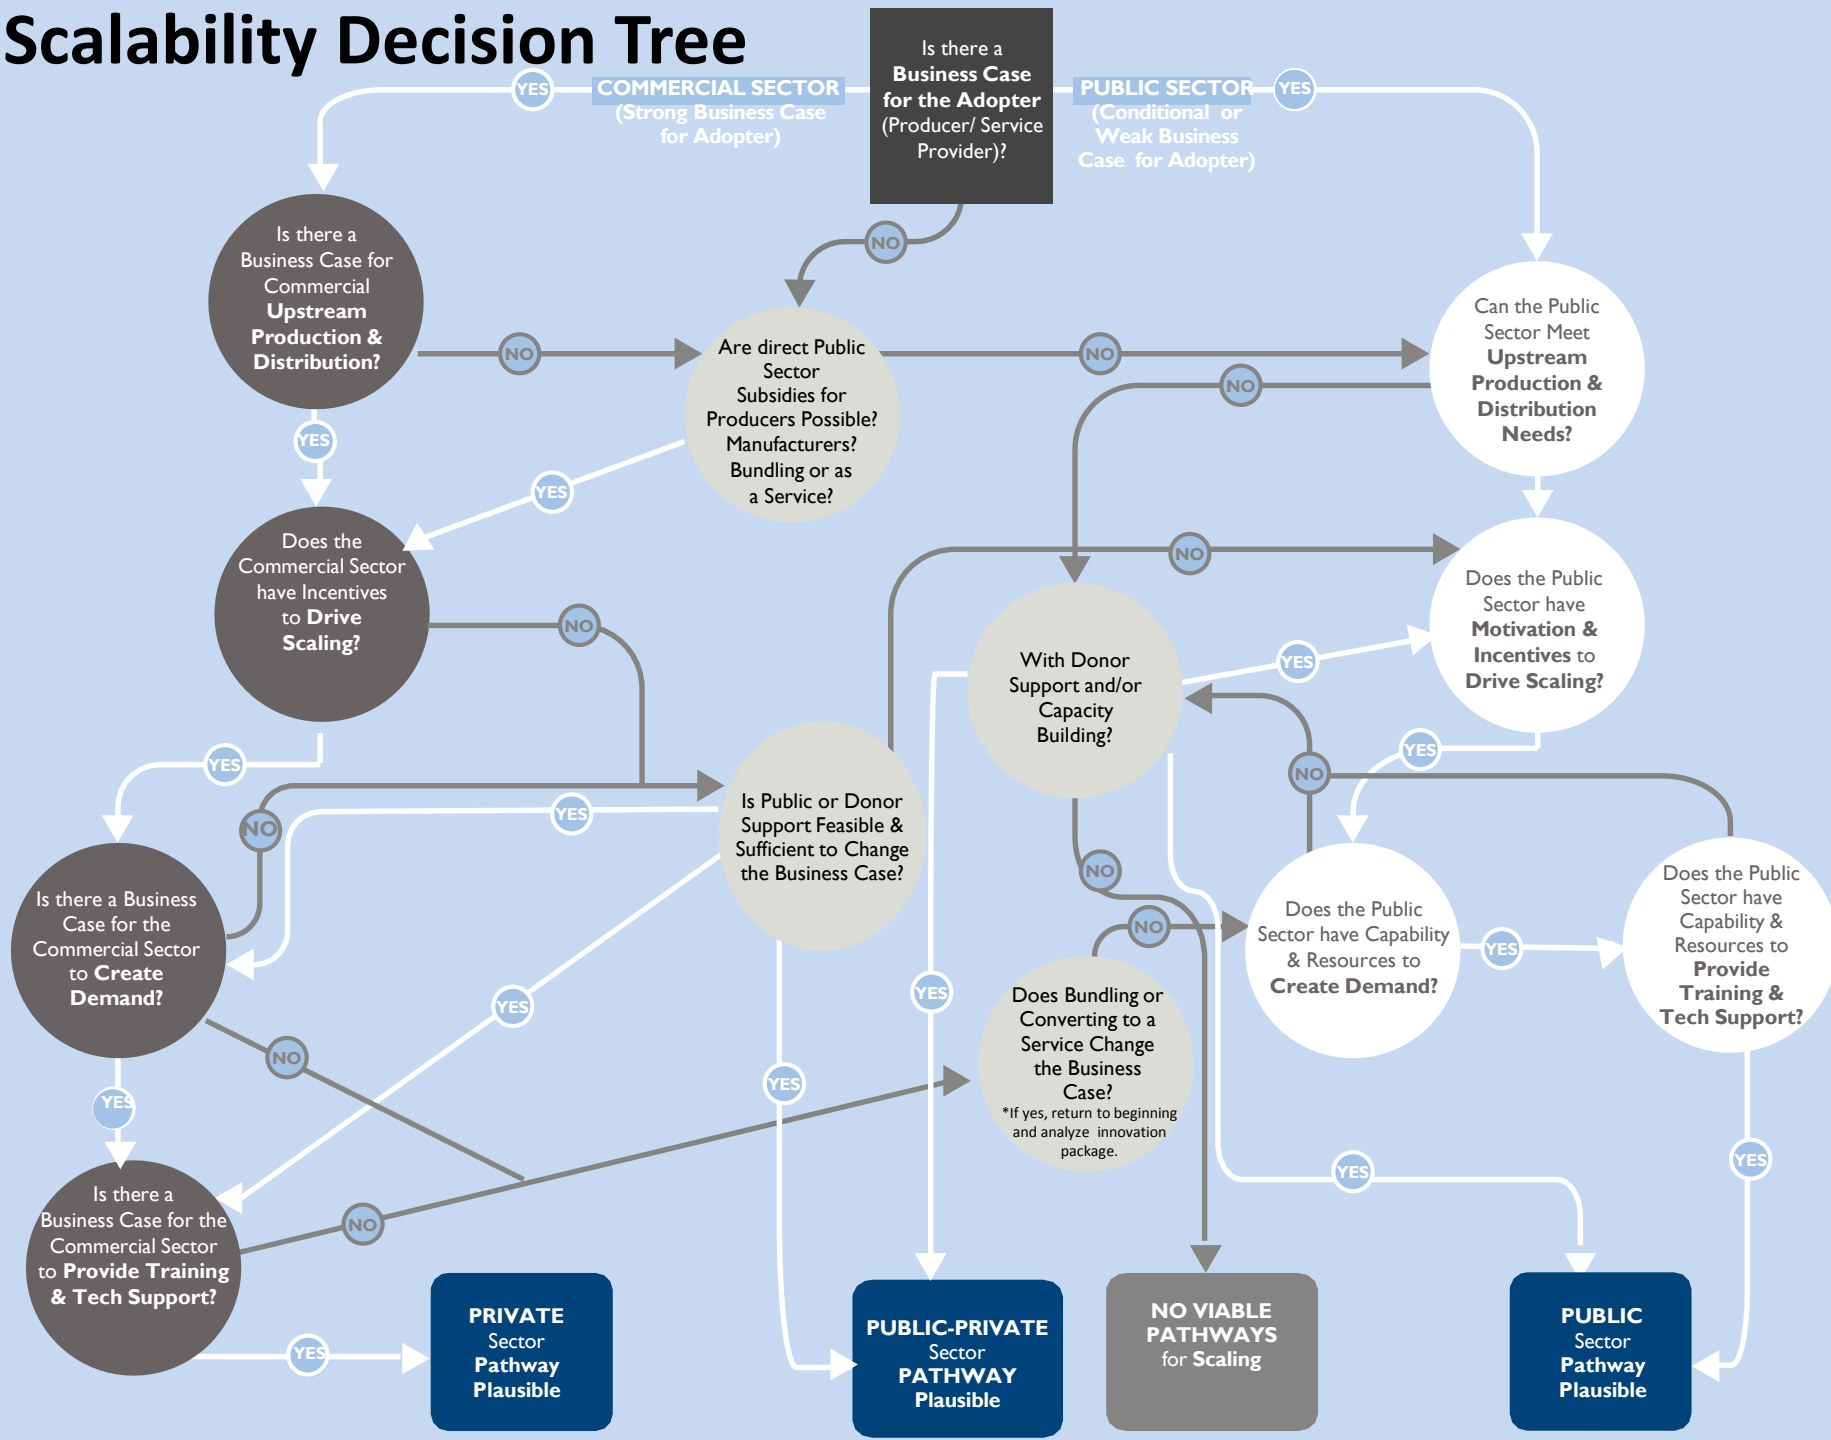 Scalability Decision Tree
Is there a
Business Case
for the Adopter
(Producer/ Service
Provider)?
YES
COMMERCIAL SECTOR
(Strong Business Case
for Adopter)
PUBLIC SECTOR
(Conditional or
Weak Business
Case for Adopter)
YES
NO
Is there a
Business Case for
Commercial
Upstream
Production &
Distribution?
NO
Are direct Public
Sector
Subsidies for
Producers Possible?
Manufacturers?
Bundling or as
a Service?
NO
NO
Can the Public
Sector Meet
Upstream
Production &
Distribution
Needs?
YES
YES
Does the
Commercial Sector
have Incentives
to Drive
Scaling?
NO
NO
Does the Public
Sector have
Motivation &
Incentives to
Drive Scaling?
With Donor
Support and/or
Capacity
Building?
YES
YES
YES
NO
NO
YES
Is Public or Donor
Support Feasible &
Sufficient to Change
the Business Case?
NO
Is there a Business
Case for the
Commercial Sector
to Create
Demand?
NO
Does the Public
Sector have Capability
& Resources to
Create Demand?
YES
Does the Public
Sector have
Capability &
Resources to
Provide
Training &
Tech Support?
YES
YES
Does Bundling or
Converting to a
Service Change
the Business
Case?
*If yes, return to beginning
and analyze innovation
package.
NO
YES
YES
YES
YES
Is there a
Business Case for the
Commercial Sector
to Provide Training
& Tech Support?
NO
YES
PRIVATE
Sector
Pathway
Plausible
PUBLIC-PRIVATE
Sector
PATHWAY
Plausible
NO VIABLE
PATHWAYS
for Scaling
PUBLIC
Sector
Pathway
Plausible